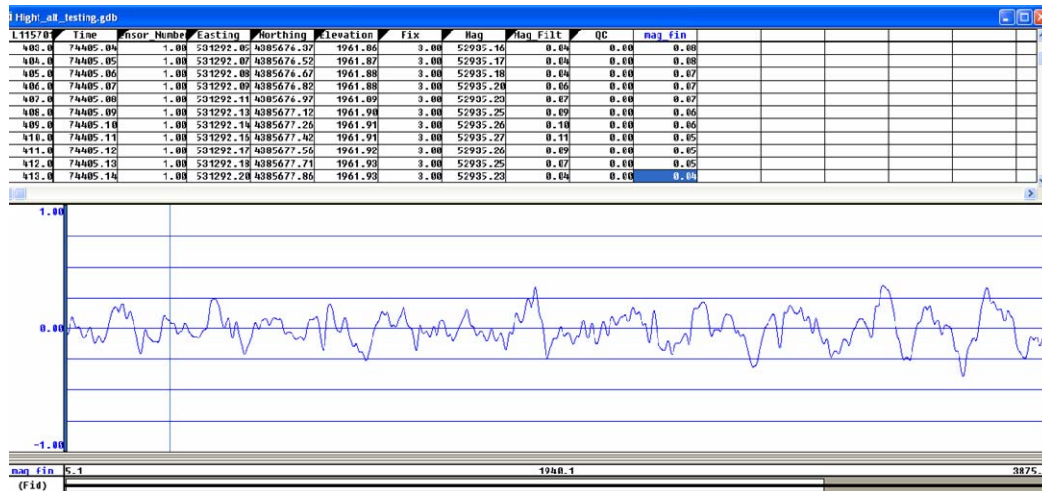 Hight_alt_testing.gdb
L11570 Time ensor_Numbe Easting Northing Elevation Fix Mag Mag_Filt QC mag_fin
403.0 74405.04 1.00 531292.05 4385676.37 1961.86 3.00 52935.16 0.04 0.00 0.08
404.0 74405.05 1.00 531292.07 4385676.52 1961.87 3.00 52935.17 0.04 0.00 0.08
405.0 74405.06 1.00 531292.08 4385676.67 1961.88 3.00 52935.18 0.04 0.00 0.07
406.0 74405.07 1.00 531292.09 4385676.82 1961.88 3.00 52935.20 0.06 0.00 0.07
407.0 74405.08 1.00 531292.11 4385676.97 1961.89 3.00 52935.23 0.07 0.00 0.07
408.0 74405.09 1.00 531292.13 4385677.12 1961.90 3.00 52935.25 0.09 0.00 0.06
409.0 74405.10 1.00 531292.14 4385677.26 1961.91 3.00 52935.26 0.10 0.00 0.06
410.0 74405.11 1.00 531292.16 4385677.42 1961.91 3.00 52935.27 0.11 0.00 0.05
411.0 74405.12 1.00 531292.17 4385677.56 1961.92 3.00 52935.26 0.09 0.00 0.05
412.0 74405.13 1.00 531292.18 4385677.71 1961.93 3.00 52935.25 0.07 0.00 0.05
413.0 74405.14 1.00 531292.20 4385677.86 1961.93 3.00 52935.23 0.04 0.00 0.04
1.00
0.00
-1.00
mag_fin 5.1 1940.1 3875.
(Fid)